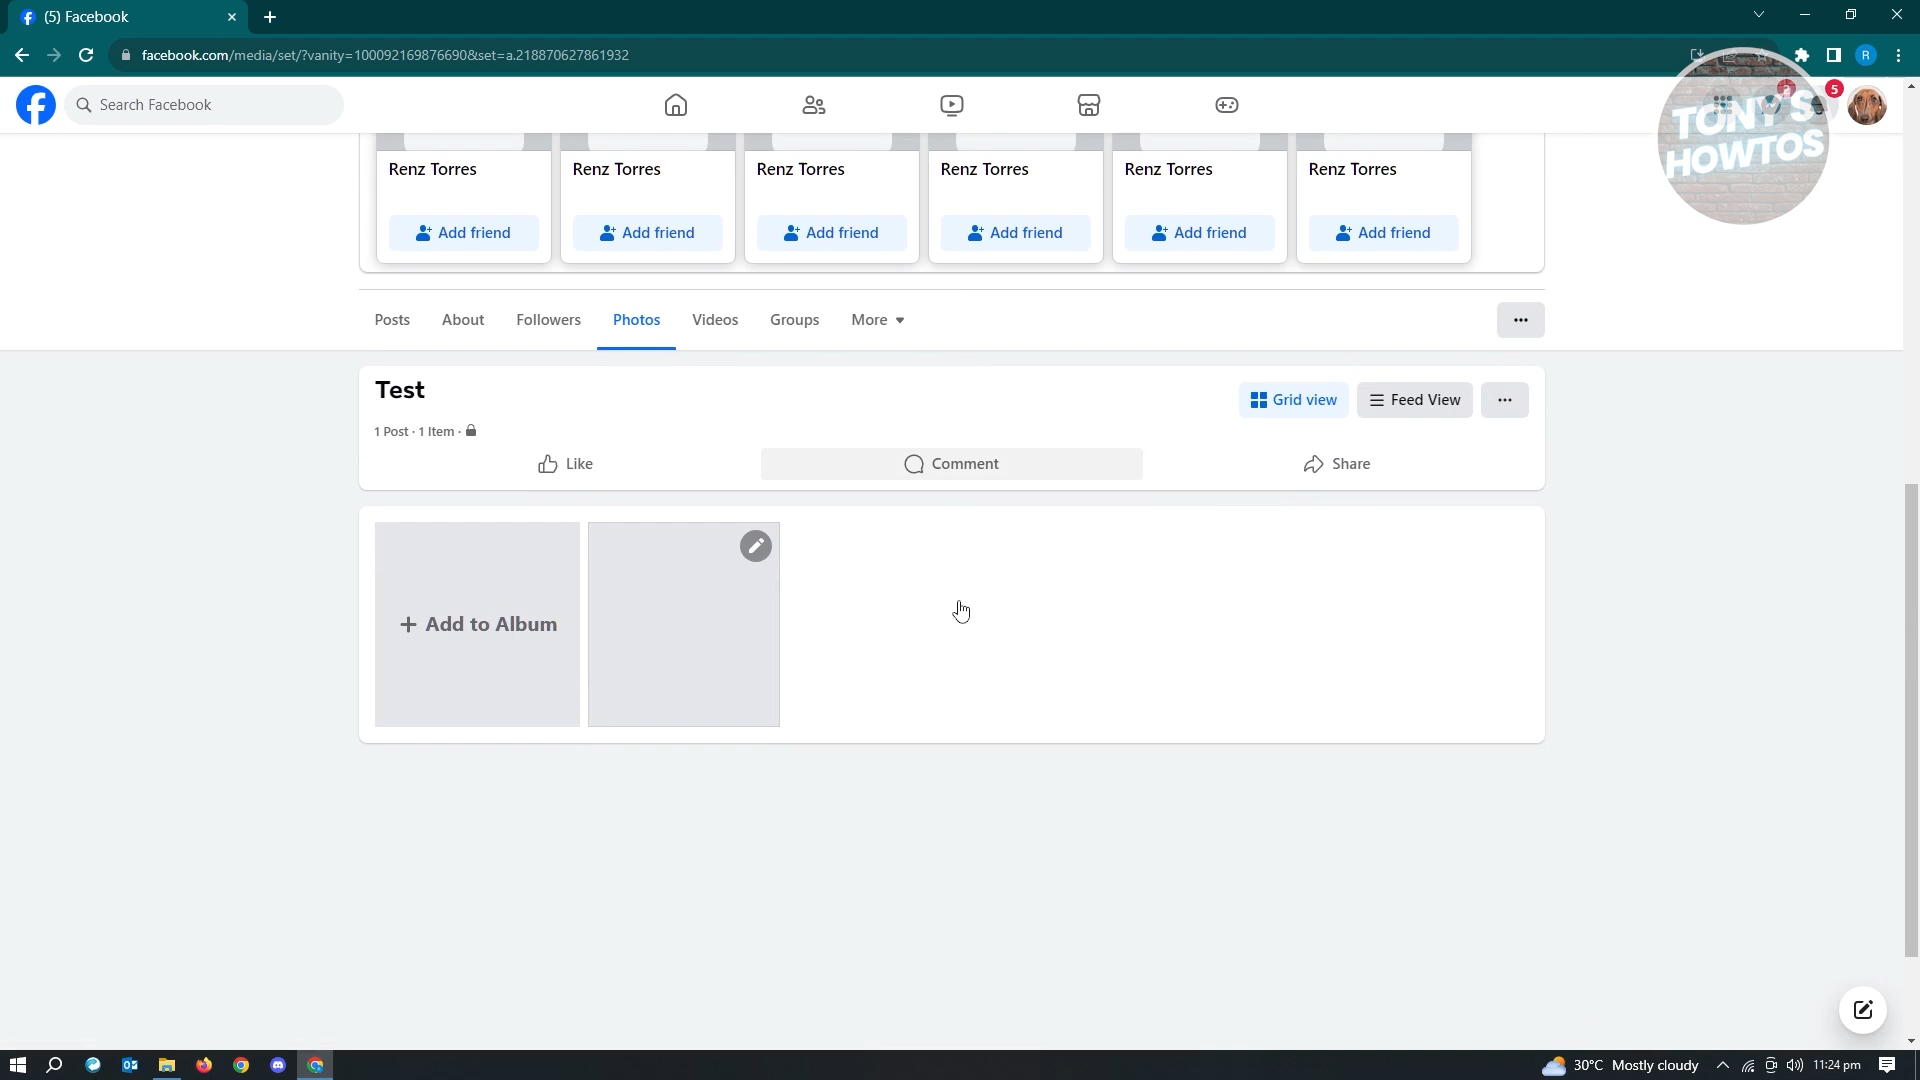 (5) Facebook
facebook.com/media/set/?vanity=100092169876690&set=a.218870627861932
R
Search Facebook
2
5
TONY'S
HOWTOS
Renz Torres Renz Torres Renz Torres Renz Torres Renz Torres Renz Torres
Add friend Add friend Add friend Add friend Add friend Add friend
Posts About Followers Photos Videos Groups More
Test
Grid view Feed View
1 Post · 1 Item ·
Like Comment Share
+ Add to Album
30°C Mostly cloudy 11:24 pm